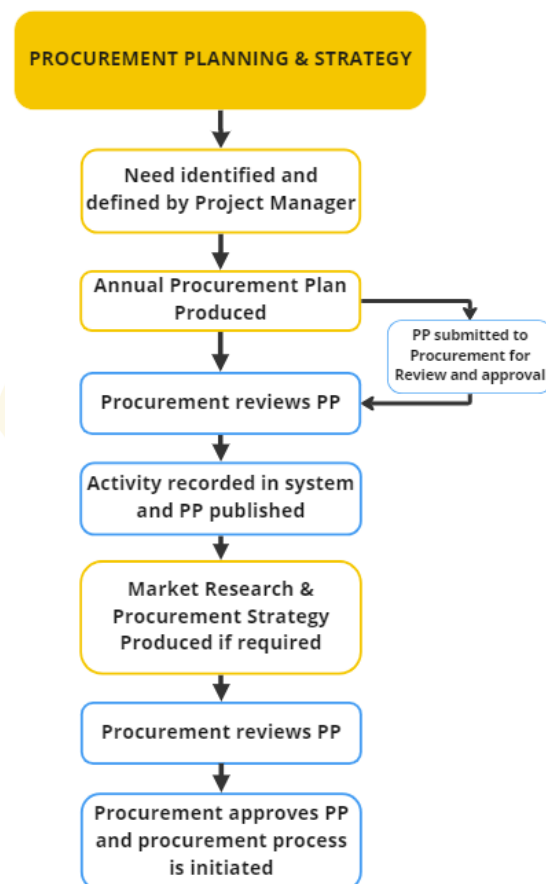 PROCUREMENT PLANNING & STRATEGY
Need identified and
defined by Project Manager
Annual Procurement Plan
Produced
PP submitted to
Procurement for
Review and approval
Procurement reviews PP
Activity recorded in system
and PP published
Market Research &
Procurement Strategy
Produced if required
Procurement reviews PP
Procurement approves PP
and procurement process
is initiated